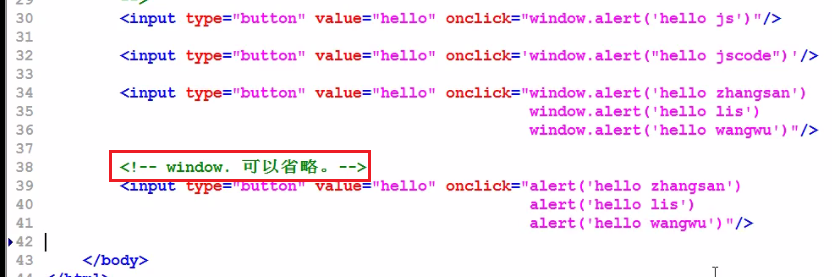 29 -->
30 <input type="button" value="hello" onclick="window.alert('hello js')"/>
31
32 <input type="button" value="hello" onclick='window.alert("hello jscode")'/>
33
34 <input type="button" value="hello" onclick="window.alert('hello zhangsan')
35 window.alert('hello lis')
36 window.alert('hello wangwu')"/>
37
38 <!-- window. 可以省略。-->
39 <input type="button" value="hello" onclick="alert('hello zhangsan')
40 alert('hello lis')
41 alert('hello wangwu')"/>
42
43 </body>
44 </html>